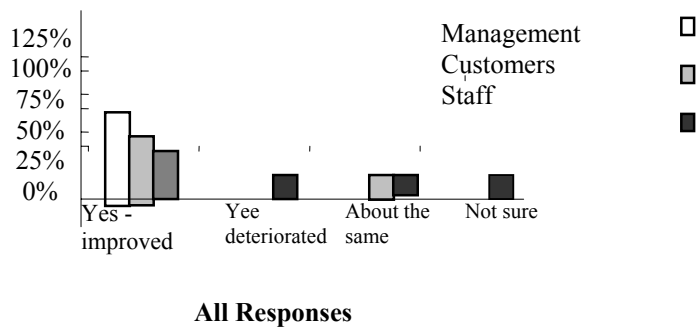 125%
100%
75%
50%
25%
0%
Management
Customers
Staff
Yes -
improved
Yee
deteriorated
About the
same
Not sure
All Responses